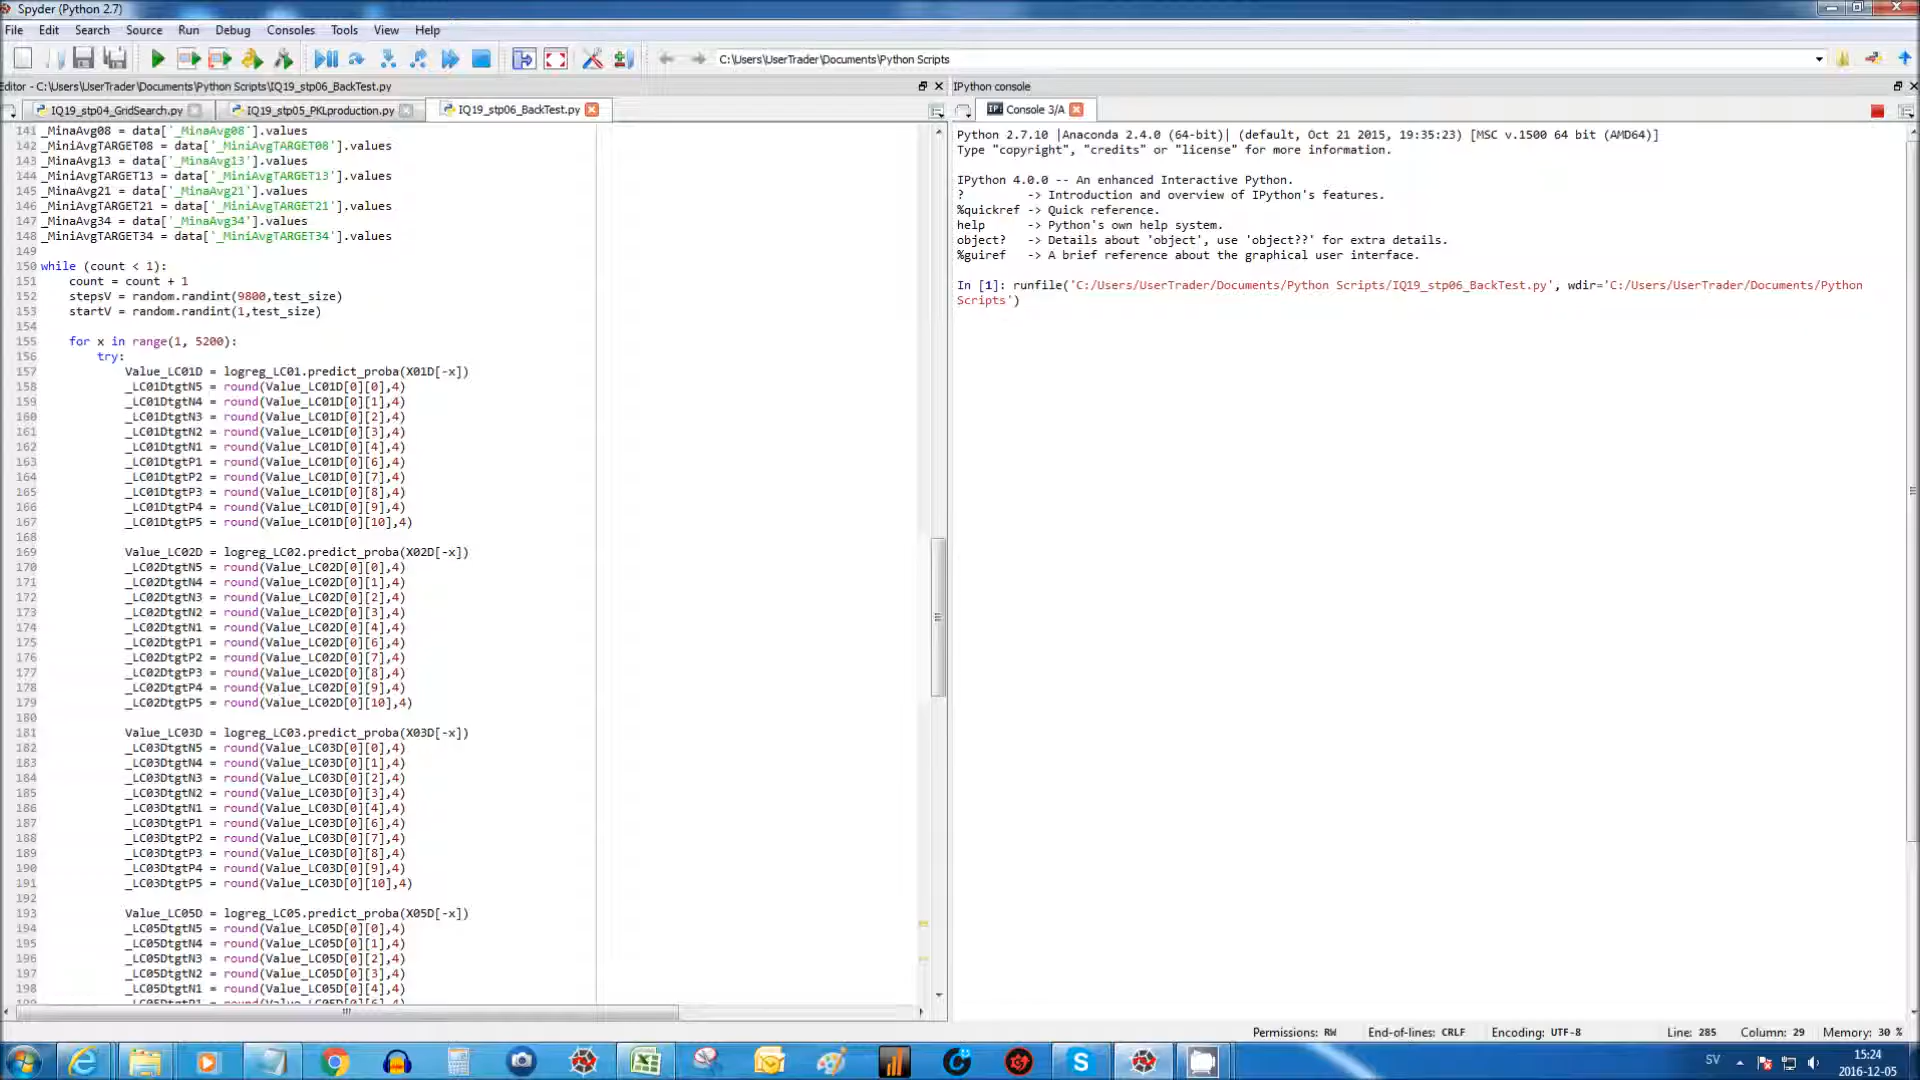 Spyder (Python 2.7)
File Edit Search Source Run Debug Consoles Tools View Help
C:\Users\UserTrader\Documents\Python Scripts
Editor - C:\Users\UserTrader\Documents\Python Scripts\IQ19_stp06_BackTest.py
IPython console
IQ19_stp04_GridSearch.py IQ19_stp05_PKLproduction.py IQ19_stp06_BackTest.py
Console 3/A
141 _MinaAvg08 = data['_MinaAvg08'].values
142 _MiniAvgTARGET08 = data['_MiniAvgTARGET08'].values
143 _MinaAvg13 = data['_MinaAvg13'].values
144 _MiniAvgTARGET13 = data['_MiniAvgTARGET13'].values
145 _MinaAvg21 = data['_MinaAvg21'].values
146 _MiniAvgTARGET21 = data['_MiniAvgTARGET21'].values
147 _MinaAvg34 = data['_MinaAvg34'].values
148 _MiniAvgTARGET34 = data['_MiniAvgTARGET34'].values
149
150 while (count < 1):
151 count = count + 1
152 stepsV = random.randint(9800,test_size)
153 startV = random.randint(1,test_size)
154
155 for x in range(1, 5200):
156 try:
157 Value_LC01D = logreg_LC01.predict_proba(X01D[-x])
158 _LC01DtgtN5 = round(Value_LC01D[0][0],4)
159 _LC01DtgtN4 = round(Value_LC01D[0][1],4)
160 _LC01DtgtN3 = round(Value_LC01D[0][2],4)
161 _LC01DtgtN2 = round(Value_LC01D[0][3],4)
162 _LC01DtgtN1 = round(Value_LC01D[0][4],4)
163 _LC01DtgtP1 = round(Value_LC01D[0][6],4)
164 _LC01DtgtP2 = round(Value_LC01D[0][7],4)
165 _LC01DtgtP3 = round(Value_LC01D[0][8],4)
166 _LC01DtgtP4 = round(Value_LC01D[0][9],4)
167 _LC01DtgtP5 = round(Value_LC01D[0][10],4)
168
169 Value_LC02D = logreg_LC02.predict_proba(X02D[-x])
170 _LC02DtgtN5 = round(Value_LC02D[0][0],4)
171 _LC02DtgtN4 = round(Value_LC02D[0][1],4)
172 _LC02DtgtN3 = round(Value_LC02D[0][2],4)
173 _LC02DtgtN2 = round(Value_LC02D[0][3],4)
174 _LC02DtgtN1 = round(Value_LC02D[0][4],4)
175 _LC02DtgtP1 = round(Value_LC02D[0][6],4)
176 _LC02DtgtP2 = round(Value_LC02D[0][7],4)
177 _LC02DtgtP3 = round(Value_LC02D[0][8],4)
178 _LC02DtgtP4 = round(Value_LC02D[0][9],4)
179 _LC02DtgtP5 = round(Value_LC02D[0][10],4)
180
181 Value_LC03D = logreg_LC03.predict_proba(X03D[-x])
182 _LC03DtgtN5 = round(Value_LC03D[0][0],4)
183 _LC03DtgtN4 = round(Value_LC03D[0][1],4)
184 _LC03DtgtN3 = round(Value_LC03D[0][2],4)
185 _LC03DtgtN2 = round(Value_LC03D[0][3],4)
186 _LC03DtgtN1 = round(Value_LC03D[0][4],4)
187 _LC03DtgtP1 = round(Value_LC03D[0][6],4)
188 _LC03DtgtP2 = round(Value_LC03D[0][7],4)
189 _LC03DtgtP3 = round(Value_LC03D[0][8],4)
190 _LC03DtgtP4 = round(Value_LC03D[0][9],4)
191 _LC03DtgtP5 = round(Value_LC03D[0][10],4)
192
193 Value_LC05D = logreg_LC05.predict_proba(X05D[-x])
194 _LC05DtgtN5 = round(Value_LC05D[0][0],4)
195 _LC05DtgtN4 = round(Value_LC05D[0][1],4)
196 _LC05DtgtN3 = round(Value_LC05D[0][2],4)
197 _LC05DtgtN2 = round(Value_LC05D[0][3],4)
198 _LC05DtgtN1 = round(Value_LC05D[0][4],4)
Python 2.7.10 |Anaconda 2.4.0 (64-bit)| (default, Oct 21 2015, 19:35:23) [MSC v.1500 64 bit (AMD64)]
Type "copyright", "credits" or "license" for more information.
IPython 4.0.0 -- An enhanced Interactive Python.
? -> Introduction and overview of IPython's features.
%quickref -> Quick reference.
help -> Python's own help system.
object? -> Details about 'object', use 'object??' for extra details.
%guiref -> A brief reference about the graphical user interface.
In [1]: runfile('C:/Users/UserTrader/Documents/Python Scripts/IQ19_stp06_BackTest.py', wdir='C:/Users/UserTrader/Documents/Python
Scripts')
Permissions: RW End-of-lines: CRLF Encoding: UTF-8 Line: 285 Column: 29 Memory: 30 %
SV
15:24
2016-12-05